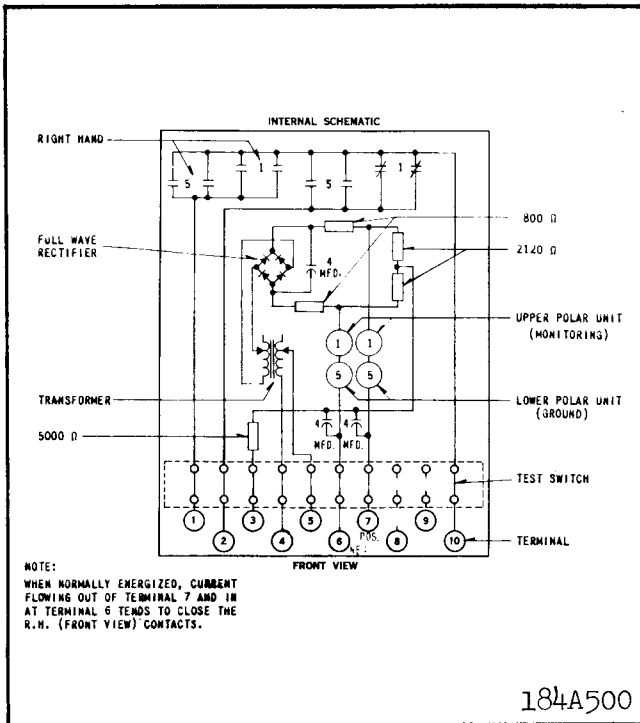 INTERNAL SCHEMATIC
RIGHT HAND
5
1
5
1
800 Ω
FULL WAVE
RECTIFIER
4
MFD.
2120 Ω
1
1
UPPER POLAR UNIT
(MONITORING)
5
5
TRANSFORMER
LOWER POLAR UNIT
(GROUND)
5000 Ω
4
4
MFD.
MFD.
TEST SWITCH
1
3
5
7
9
POS.
2
4
6
8
10
TERMINAL
FRONT VIEW
NOTE:
WHEN NORMALLY ENERGIZED, CURRENT
FLOWING OUT OF TERMINAL 7 AND IN
AT TERMINAL 6 TENDS TO CLOSE THE
R.H. (FRONT VIEW) CONTACTS.
184A500